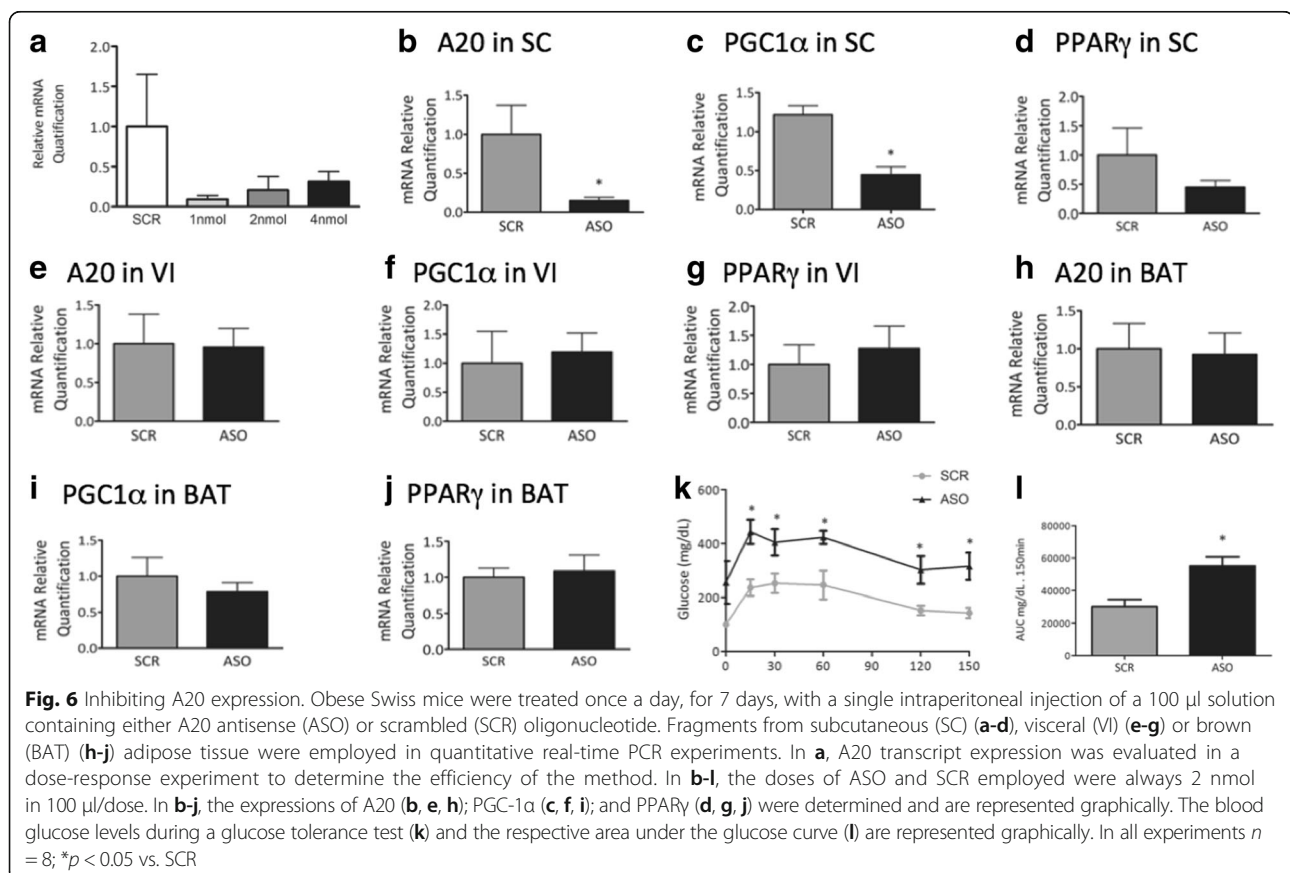 a
Relative mRNA
Quatification
2.0
1.5
1.0
0.5
0.0
SCR 1nmol 2nmol 4nmol
b A20 in SC
mRNA Relative
Quantification
1.5
1.0
0.5
0.0
*
SCR ASO
c PGC1α in SC
mRNA Relative
Quantification
1.5
1.0
0.5
0.0
*
SCR ASO
d PPARγ in SC
mRNA Relative
Quantification
2.0
1.5
1.0
0.5
0.0
SCR ASO
e A20 in VI
mRNA Relative
Quantification
1.5
1.0
0.5
0.0
SCR ASO
f PGC1α in VI
mRNA Relative
Quantification
2.0
1.5
1.0
0.5
0.0
SCR ASO
g PPARγ in VI
mRNA Relative
Quantification
2.0
1.5
1.0
0.5
0.0
SCR ASO
h A20 in BAT
mRNA Relative
Quantification
1.5
1.0
0.5
0.0
SCR ASO
i PGC1α in BAT
mRNA Relative
Quantification
1.5
1.0
0.5
0.0
SCR ASO
j PPARγ in BAT
mRNA Relative
Quantification
1.5
1.0
0.5
0.0
SCR ASO
k
SCR
ASO
Glucose (mg/dL)
600
400
200
0
* * * * *
0 30 60 90 120 150
l
AUC mg/dL . 150min
80000
60000
40000
20000
0
*
SCR ASO
Fig. 6 Inhibiting A20 expression. Obese Swiss mice were treated once a day, for 7 days, with a single intraperitoneal injection of a 100 μl solution
containing either A20 antisense (ASO) or scrambled (SCR) oligonucleotide. Fragments from subcutaneous (SC) (a-d), visceral (VI) (e-g) or brown
(BAT) (h-j) adipose tissue were employed in quantitative real-time PCR experiments. In a, A20 transcript expression was evaluated in a
dose-response experiment to determine the efficiency of the method. In b-l, the doses of ASO and SCR employed were always 2 nmol
in 100 μl/dose. In b-j, the expressions of A20 (b, e, h); PGC-1α (c, f, i); and PPARγ (d, g, j) were determined and are represented graphically. The blood
glucose levels during a glucose tolerance test (k) and the respective area under the glucose curve (l) are represented graphically. In all experiments n
= 8; *p < 0.05 vs. SCR